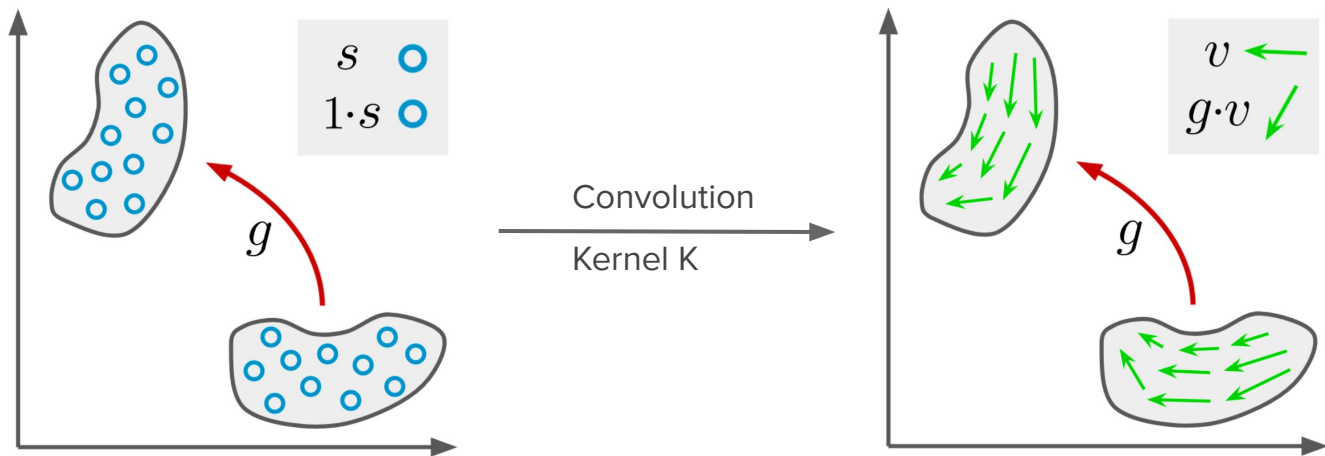 s
1·s
g
Convolution
Kernel K
v
g·v
g